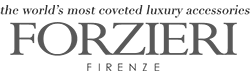 the world's most coveted luxury accessories
FORZIERI
FIRENZE